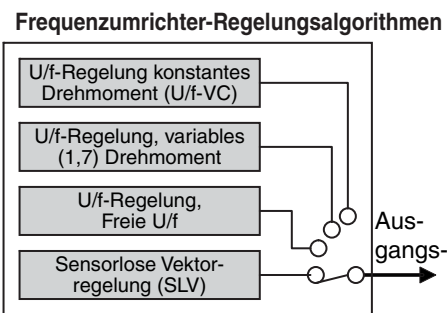 Frequenzumrichter-Regelungsalgorithmen
U/f-Regelung konstantes
Drehmoment (U/f-VC)
U/f-Regelung, variables
(1,7) Drehmoment
U/f-Regelung,
Freie U/f
Sensorlose Vektor-
regelung (SLV)
Aus-
gangs-